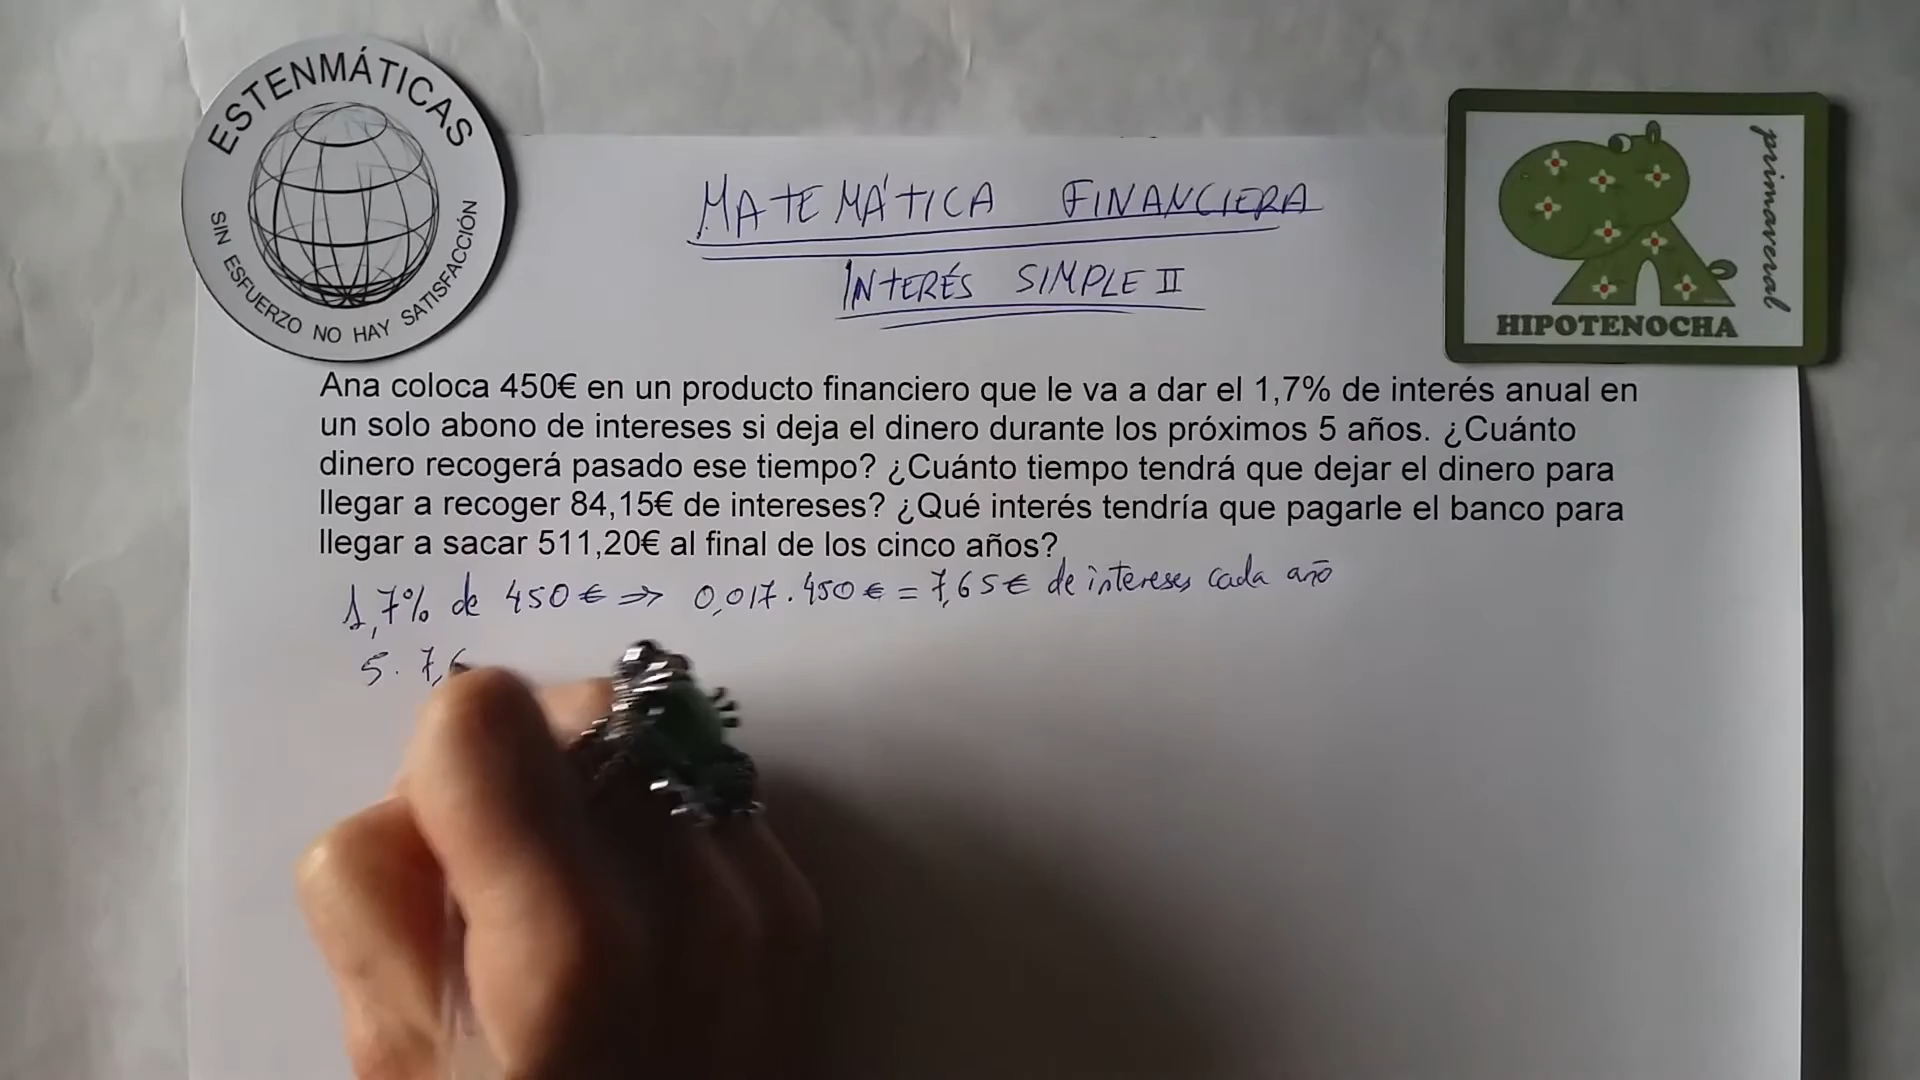 ESTENMÁTICAS
SIN ESFUERZO NO HAY SATISFACCIÓN
MATEMÁTICA FINANCIERA
INTERÉS SIMPLE II
primaveral
HIPOTENOCHA
Ana coloca 450€ en un producto financiero que le va a dar el 1,7% de interés anual en
un solo abono de intereses si deja el dinero durante los próximos 5 años. ¿Cuánto
dinero recogerá pasado ese tiempo? ¿Cuánto tiempo tendrá que dejar el dinero para
llegar a recoger 84,15€ de intereses? ¿Qué interés tendría que pagarle el banco para
llegar a sacar 511,20€ al final de los cinco años?
1,7% de 450€ ⇒ 0,017 · 450€ = 7,65€ de intereses cada año
5 · 7,6